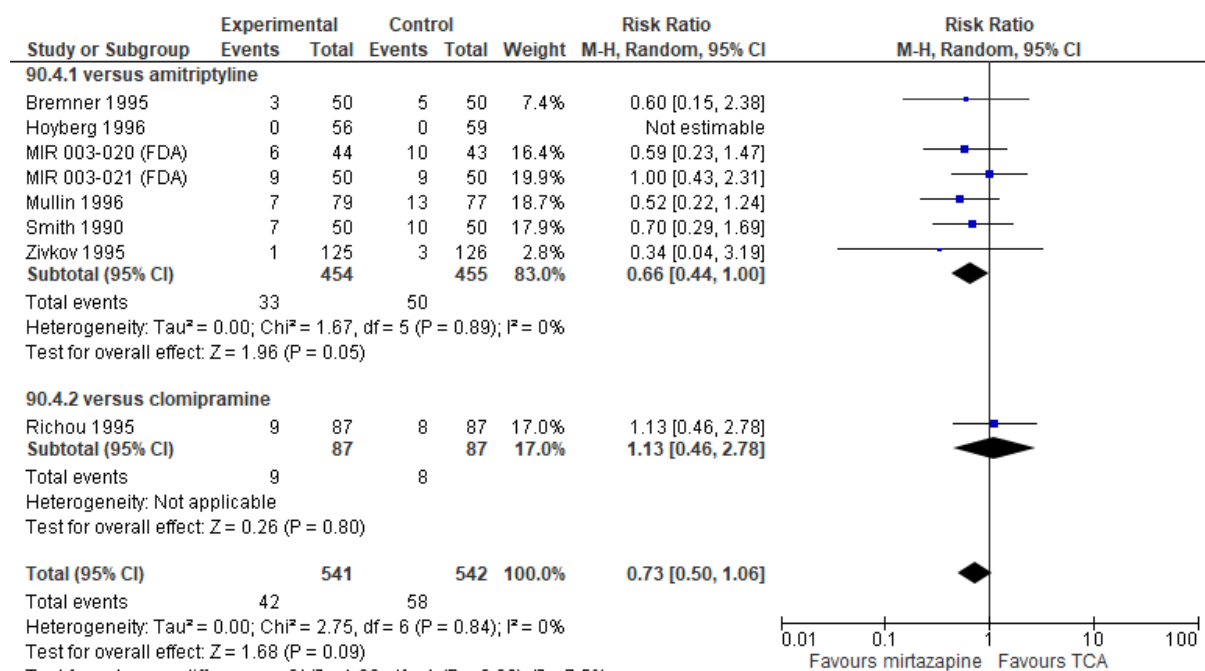 Experimental Control Risk Ratio Risk Ratio
Study or Subgroup Events Total Events Total Weight M-H, Random, 95% CI M-H, Random, 95% CI
90.4.1 versus amitriptyline
Bremner 1995 3 50 5 50 7.4% 0.60 [0.15, 2.38]
Hoyberg 1996 0 56 0 59 Not estimable
MIR 003-020 (FDA) 6 44 10 43 16.4% 0.59 [0.23, 1.47]
MIR 003-021 (FDA) 9 50 9 50 19.9% 1.00 [0.43, 2.31]
Mullin 1996 7 79 13 77 18.7% 0.52 [0.22, 1.24]
Smith 1990 7 50 10 50 17.9% 0.70 [0.29, 1.69]
Zivkov 1995 1 125 3 126 2.8% 0.34 [0.04, 3.19]
Subtotal (95% CI) 454 455 83.0% 0.66 [0.44, 1.00]
Total events 33 50
Heterogeneity: Tau² = 0.00; Chi² = 1.67, df = 5 (P = 0.89); I² = 0%
Test for overall effect: Z = 1.96 (P = 0.05)
90.4.2 versus clomipramine
Richou 1995 9 87 8 87 17.0% 1.13 [0.46, 2.78]
Subtotal (95% CI) 87 87 17.0% 1.13 [0.46, 2.78]
Total events 9 8
Heterogeneity: Not applicable
Test for overall effect: Z = 0.26 (P = 0.80)
Total (95% CI) 541 542 100.0% 0.73 [0.50, 1.06]
Total events 42 58
Heterogeneity: Tau² = 0.00; Chi² = 2.75, df = 6 (P = 0.84); I² = 0%
Test for overall effect: Z = 1.68 (P = 0.09)
0.01 0.1 1 10 100
Favours mirtazapine Favours TCA